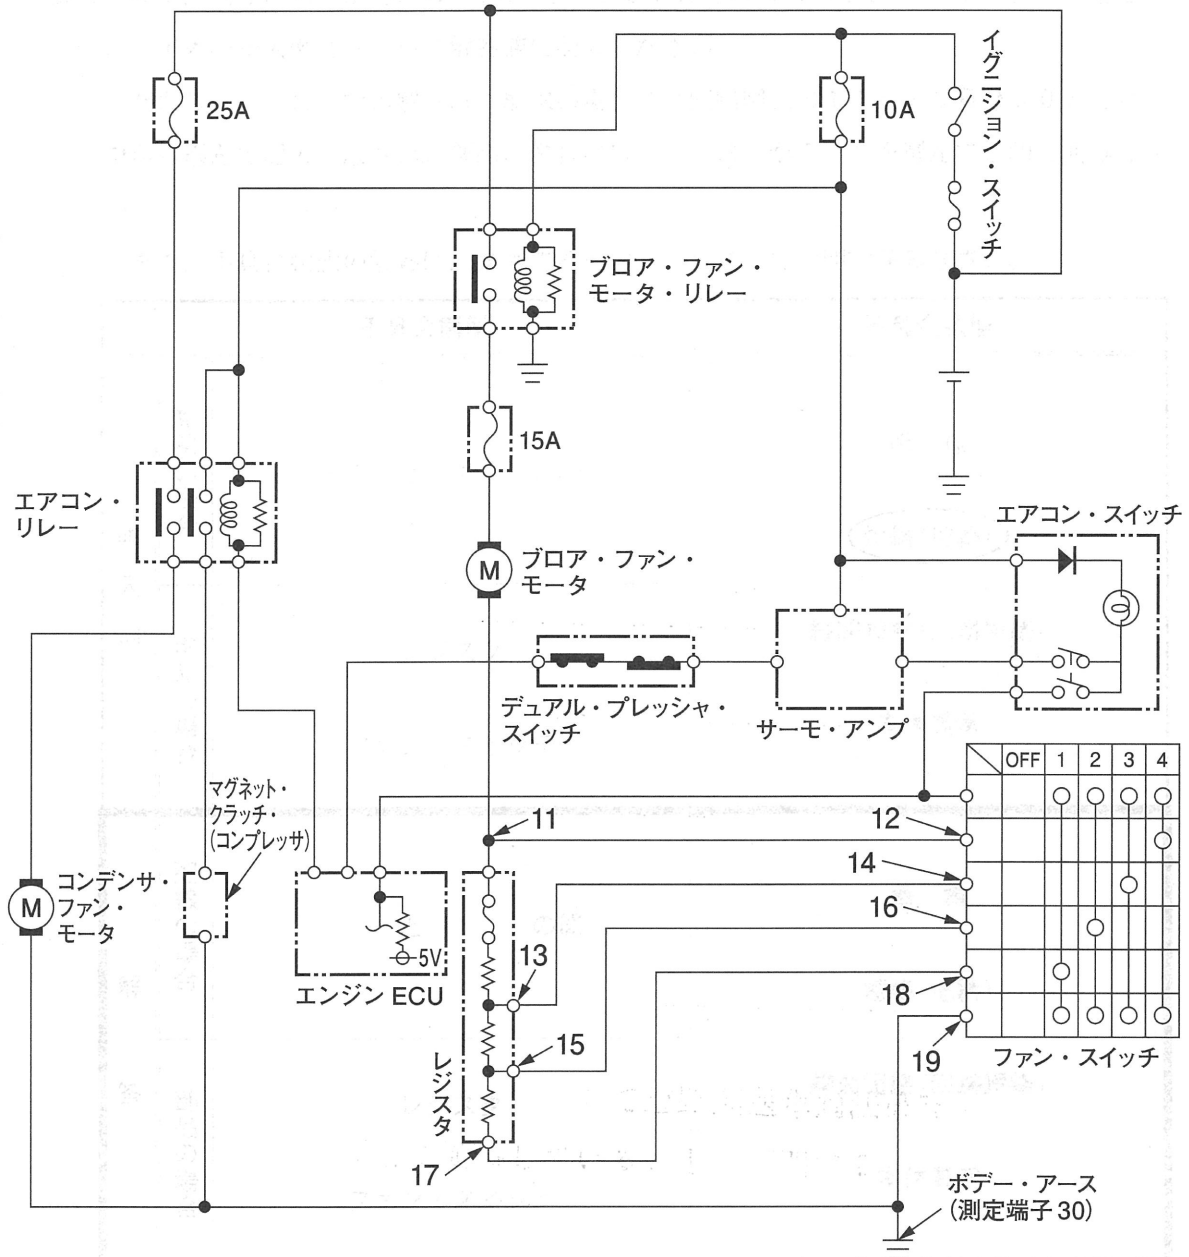 25A
10A
イグニション・スイッチ
ブロア・ファン・
モータ・リレー
15A
エアコン・
リレー
エアコン・スイッチ
M
ブロア・ファン・
モータ
デュアル・プレッシャ・
スイッチ
サーモ・アンプ
OFF 1 2 3 4
マグネット・
クラッチ・
(コンプレッサ)
11
12
14
16
M
コンデンサ・
ファン・
モータ
5V
エンジン ECU
13
18
15
19
ファン・スイッチ
レジスタ
17
ボデー・アース
(測定端子30)